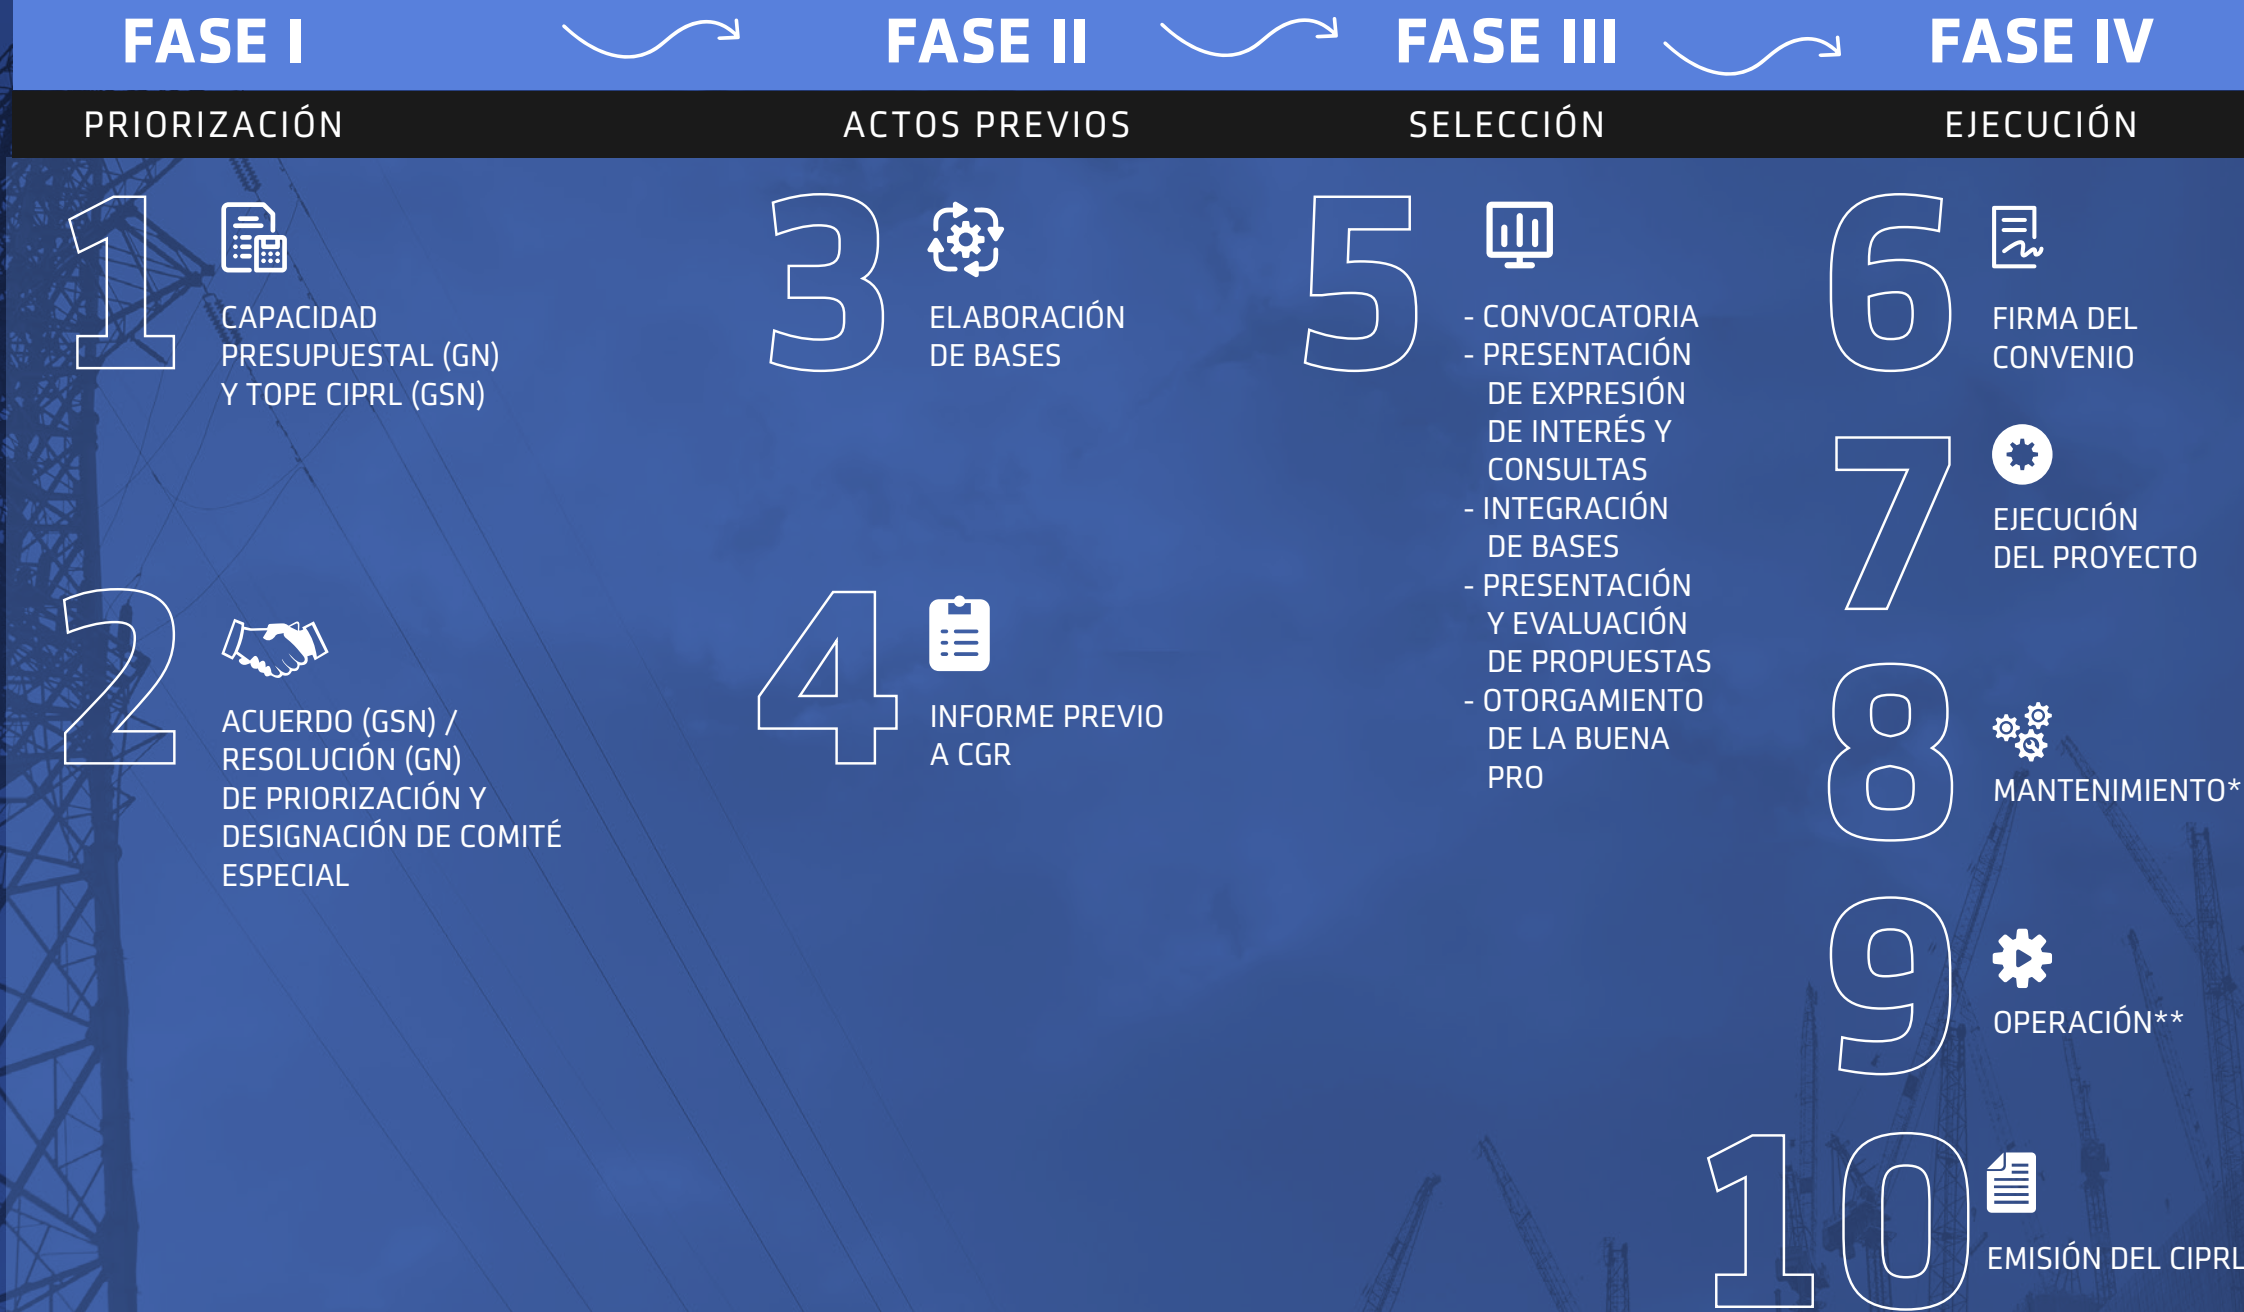 FASE I
FASE II
FASE III
FASE IV
PRIORIZACIÓN
ACTOS PREVIOS
SELECCIÓN
EJECUCIÓN
1
CAPACIDAD
PRESUPUESTAL (GN)
Y TOPE CIPRL (GSN)
2
ACUERDO (GSN) /
RESOLUCIÓN (GN)
DE PRIORIZACIÓN Y
DESIGNACIÓN DE COMITÉ
ESPECIAL
3
ELABORACIÓN
DE BASES
4
INFORME PREVIO
A CGR
5
- CONVOCATORIA
- PRESENTACIÓN
DE EXPRESIÓN
DE INTERÉS Y
CONSULTAS
- INTEGRACIÓN
DE BASES
- PRESENTACIÓN
Y EVALUACIÓN
DE PROPUESTAS
- OTORGAMIENTO
DE LA BUENA
PRO
6
FIRMA DEL
CONVENIO
7
EJECUCIÓN
DEL PROYECTO
8
MANTENIMIENTO*
9
OPERACIÓN**
10
EMISIÓN DEL CIPRL